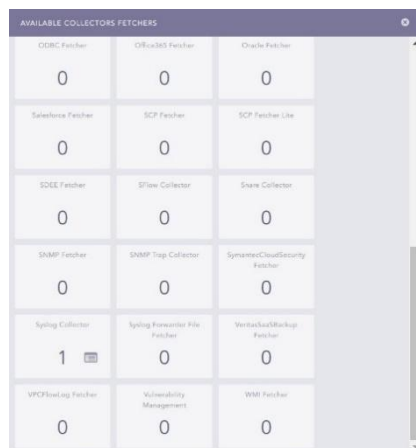 AVAILABLE COLLECTORS FETCHERS
ODBC Fetcher
Office365 Fetcher
Oracle Fetcher
0
0
0
Salesforce Fetcher
SCP Fetcher
SCP Fetcher Lite
0
0
0
SDEE Fetcher
SFlow Collector
Snare Collector
0
0
0
SNMP Fetcher
SNMP Trap Collector
SymantecCloudSecurity
Fetcher
0
0
0
Syslog Collector
Syslog Forwarder File
Fetcher
VeritasSaaSBackup
Fetcher
1
0
0
VPCFlowLog Fetcher
Vulnerability
Management
WMI Fetcher
0
0
0